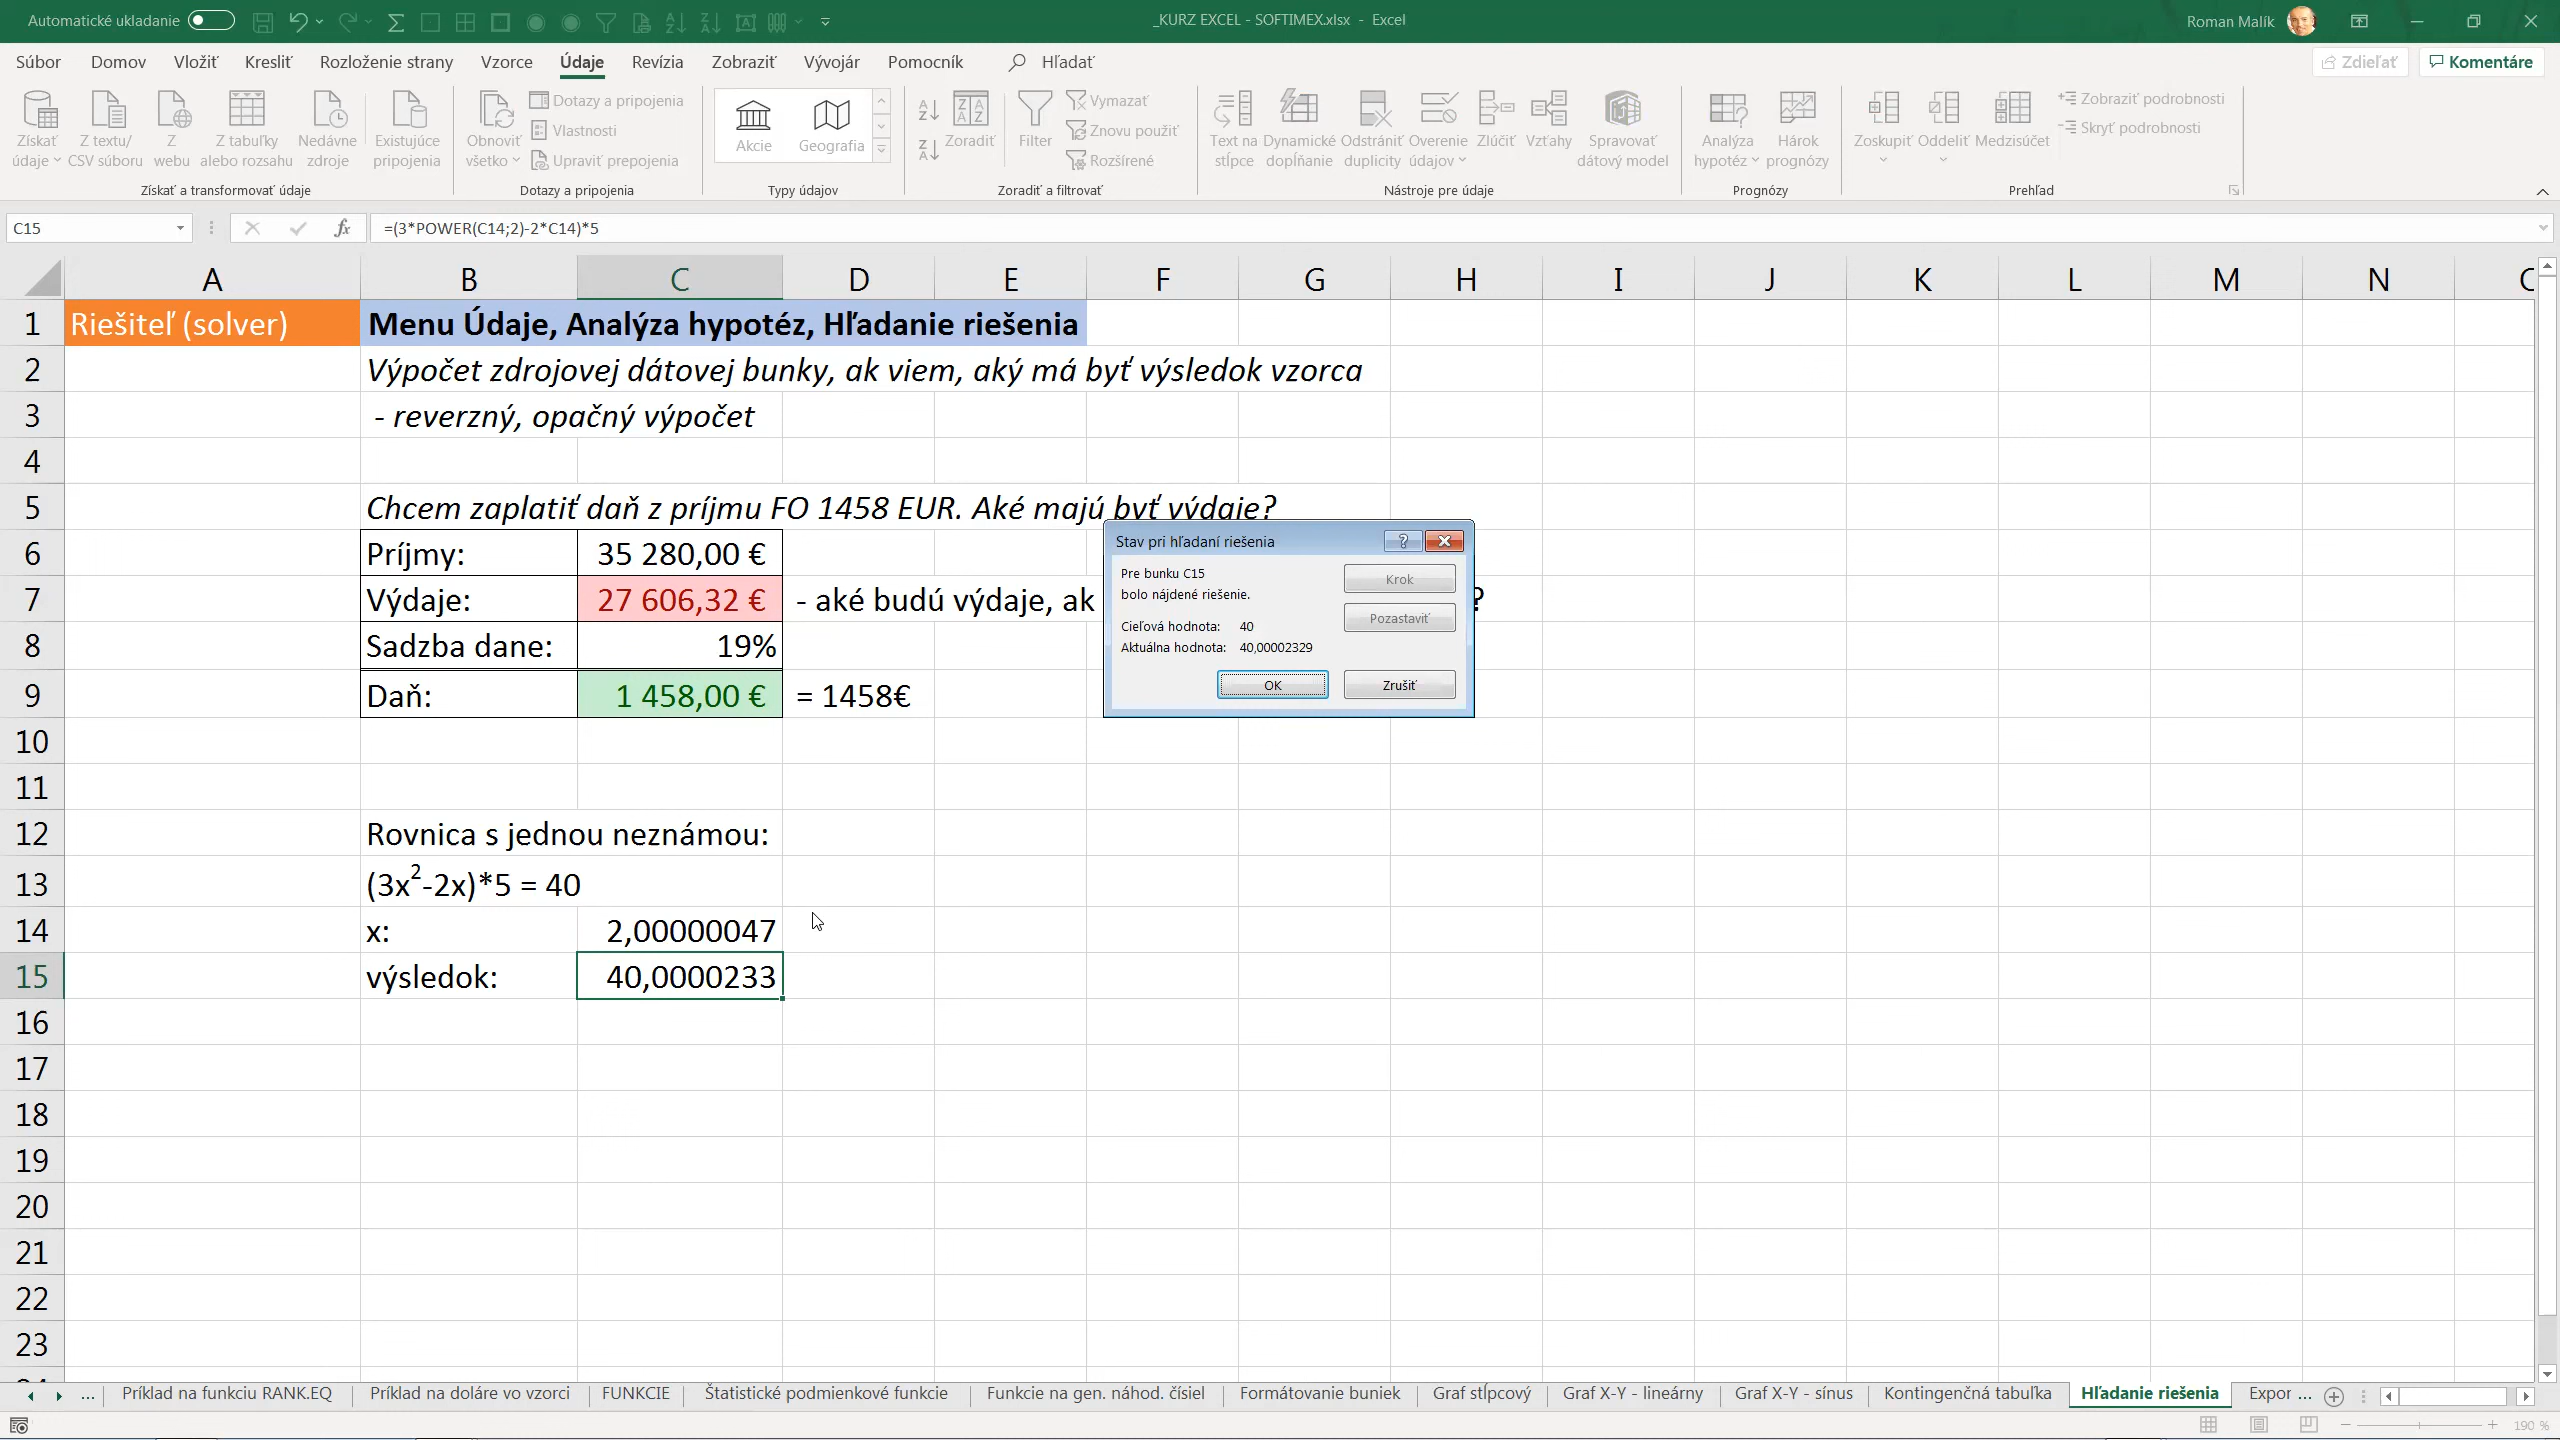 Automatické ukladanie
_KURZ EXCEL - SOFTIMEX.xlsx - Excel
Roman Malík
Súbor Domov Vložiť Kresliť Rozloženie strany Vzorce Údaje Revízia Zobraziť Vývojár Pomocník Hľadať
Zdieľať Komentáre
Získať údaje
Z textu/ CSV súboru
Z webu
Z tabuľky alebo rozsahu
Nedávne zdroje
Existujúce pripojenia
Získať a transformovať údaje
Obnoviť všetko
Dotazy a pripojenia
Vlastnosti
Upraviť prepojenia
Dotazy a pripojenia
Akcie
Geografia
Typy údajov
Zoradiť
Filter
Vymazať
Znovu použiť
Rozšírené
Zoradiť a filtrovať
Text na stĺpce
Dynamické dopĺňanie
Odstrániť duplicity
Overenie údajov
Zlúčiť
Vzťahy
Spravovať dátový model
Nástroje pre údaje
Analýza hypotéz
Hárok prognózy
Prognózy
Zoskupiť
Oddeliť
Medzisúčet
Zobraziť podrobnosti
Skryť podrobnosti
Prehľad
C15
fx
=(3*POWER(C14;2)-2*C14)*5
A B C D E F G H I J K L M N
1 Riešiteľ (solver) Menu Údaje, Analýza hypotéz, Hľadanie riešenia
2 Výpočet zdrojovej dátovej bunky, ak viem, aký má byť výsledok vzorca
3 - reverzný, opačný výpočet
4
5 Chcem zaplatiť daň z príjmu FO 1458 EUR. Aké majú byť výdaje?
6 Príjmy: 35 280,00 €
7 Výdaje: 27 606,32 € - aké budú výdaje, ak ?
8 Sadzba dane: 19%
9 Daň: 1 458,00 € = 1458€
10
11
12 Rovnica s jednou neznámou:
13 (3x²-2x)*5 = 40
14 x: 2,00000047
15 výsledok: 40,0000233
16
17
18
19
20
21
22
23
Stav pri hľadaní riešenia
Pre bunku C15
bolo nájdené riešenie.
Cieľová hodnota: 40
Aktuálna hodnota: 40,00002329
Krok
Pozastaviť
OK
Zrušiť
... Príklad na funkciu RANK.EQ Príklad na doláre vo vzorci FUNKCIE Štatistické podmienkové funkcie Funkcie na gen. náhod. čísiel Formátovanie buniek Graf stĺpcový Graf X-Y - lineárny Graf X-Y - sínus Kontingenčná tabuľka Hľadanie riešenia Expor ...
190 %